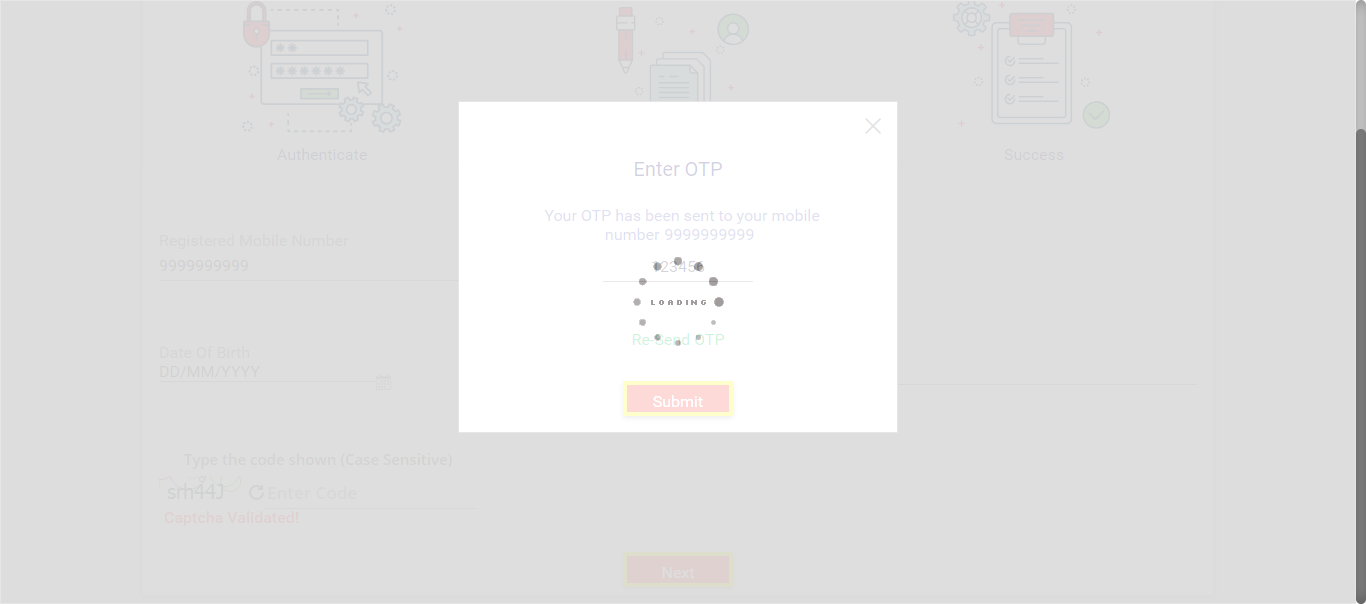 Authenticate
Success
Enter OTP
Your OTP has been sent to your mobile
number 9999999999
Registered Mobile Number
9999999999
123456
LOADING
Re-Send OTP
Date Of Birth
DD/MM/YYYY
Submit
Type the code shown (Case Sensitive)
srh44J
Enter Code
Captcha Validated!
Next